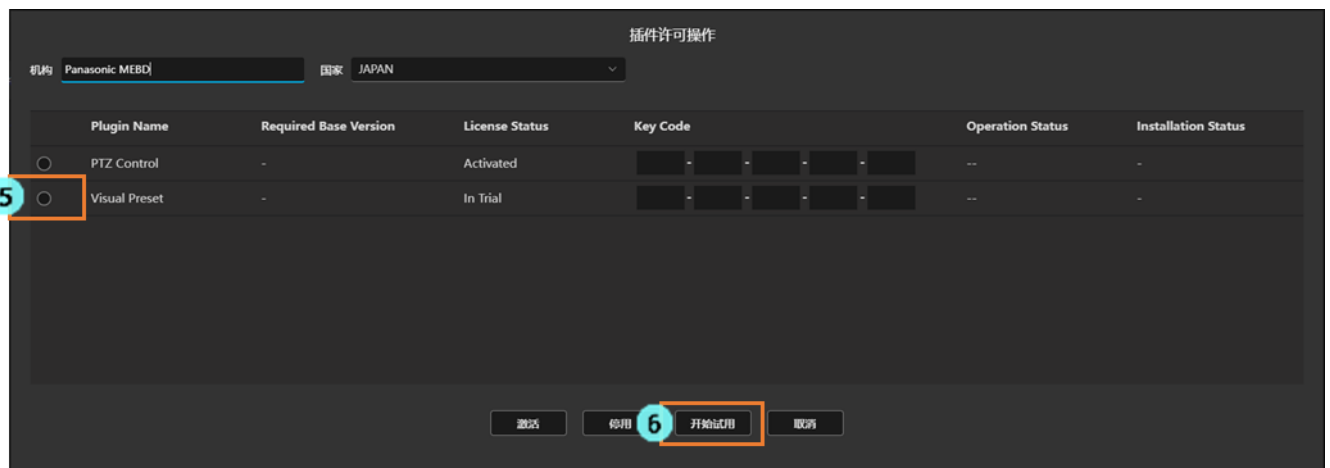 插件许可操作
机构 Panasonic MEBD 国家 JAPAN
Plugin Name Required Base Version License Status Key Code Operation Status Installation Status
PTZ Control - Activated - - - - -- -
5 Visual Preset - In Trial - - - - -- -
激活 停用 6 开始试用 取消